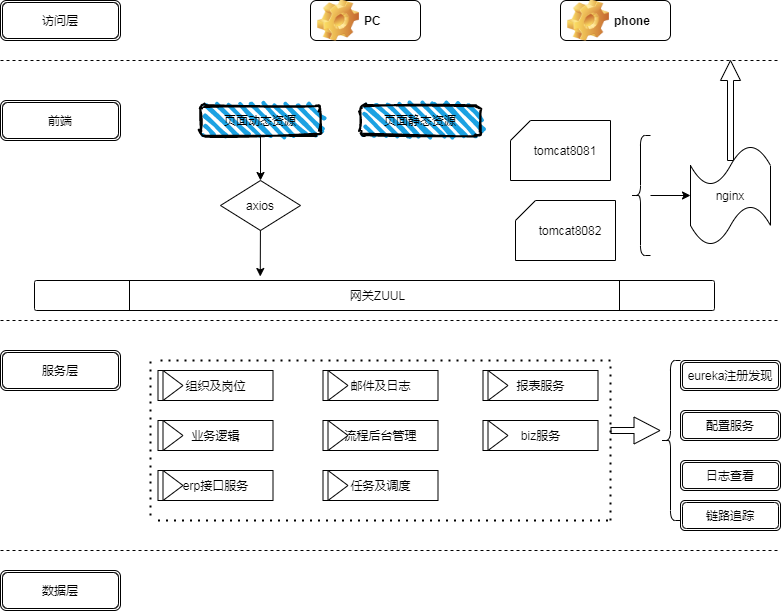 访问层
PC
phone
前端
页面动态资源
页面静态资源
tomcat8081
axios
nginx
tomcat8082
网关ZUUL
服务层
组织及岗位
邮件及日志
报表服务
eureka注册发现
业务逻辑
流程后台管理
biz服务
配置服务
erp接口服务
任务及调度
日志查看
链路追踪
数据层